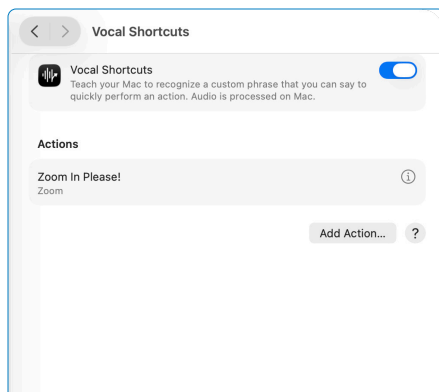 Vocal Shortcuts
Vocal Shortcuts
Teach your Mac to recognize a custom phrase that you can say to
quickly perform an action. Audio is processed on Mac.
Actions
Zoom In Please!
Zoom
Add Action...
?